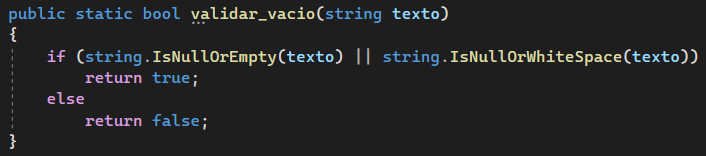 public static bool validar_vacio(string texto)
{
    if (string.IsNullOrEmpty(texto) || string.IsNullOrWhiteSpace(texto))
        return true;
    else
        return false;
}